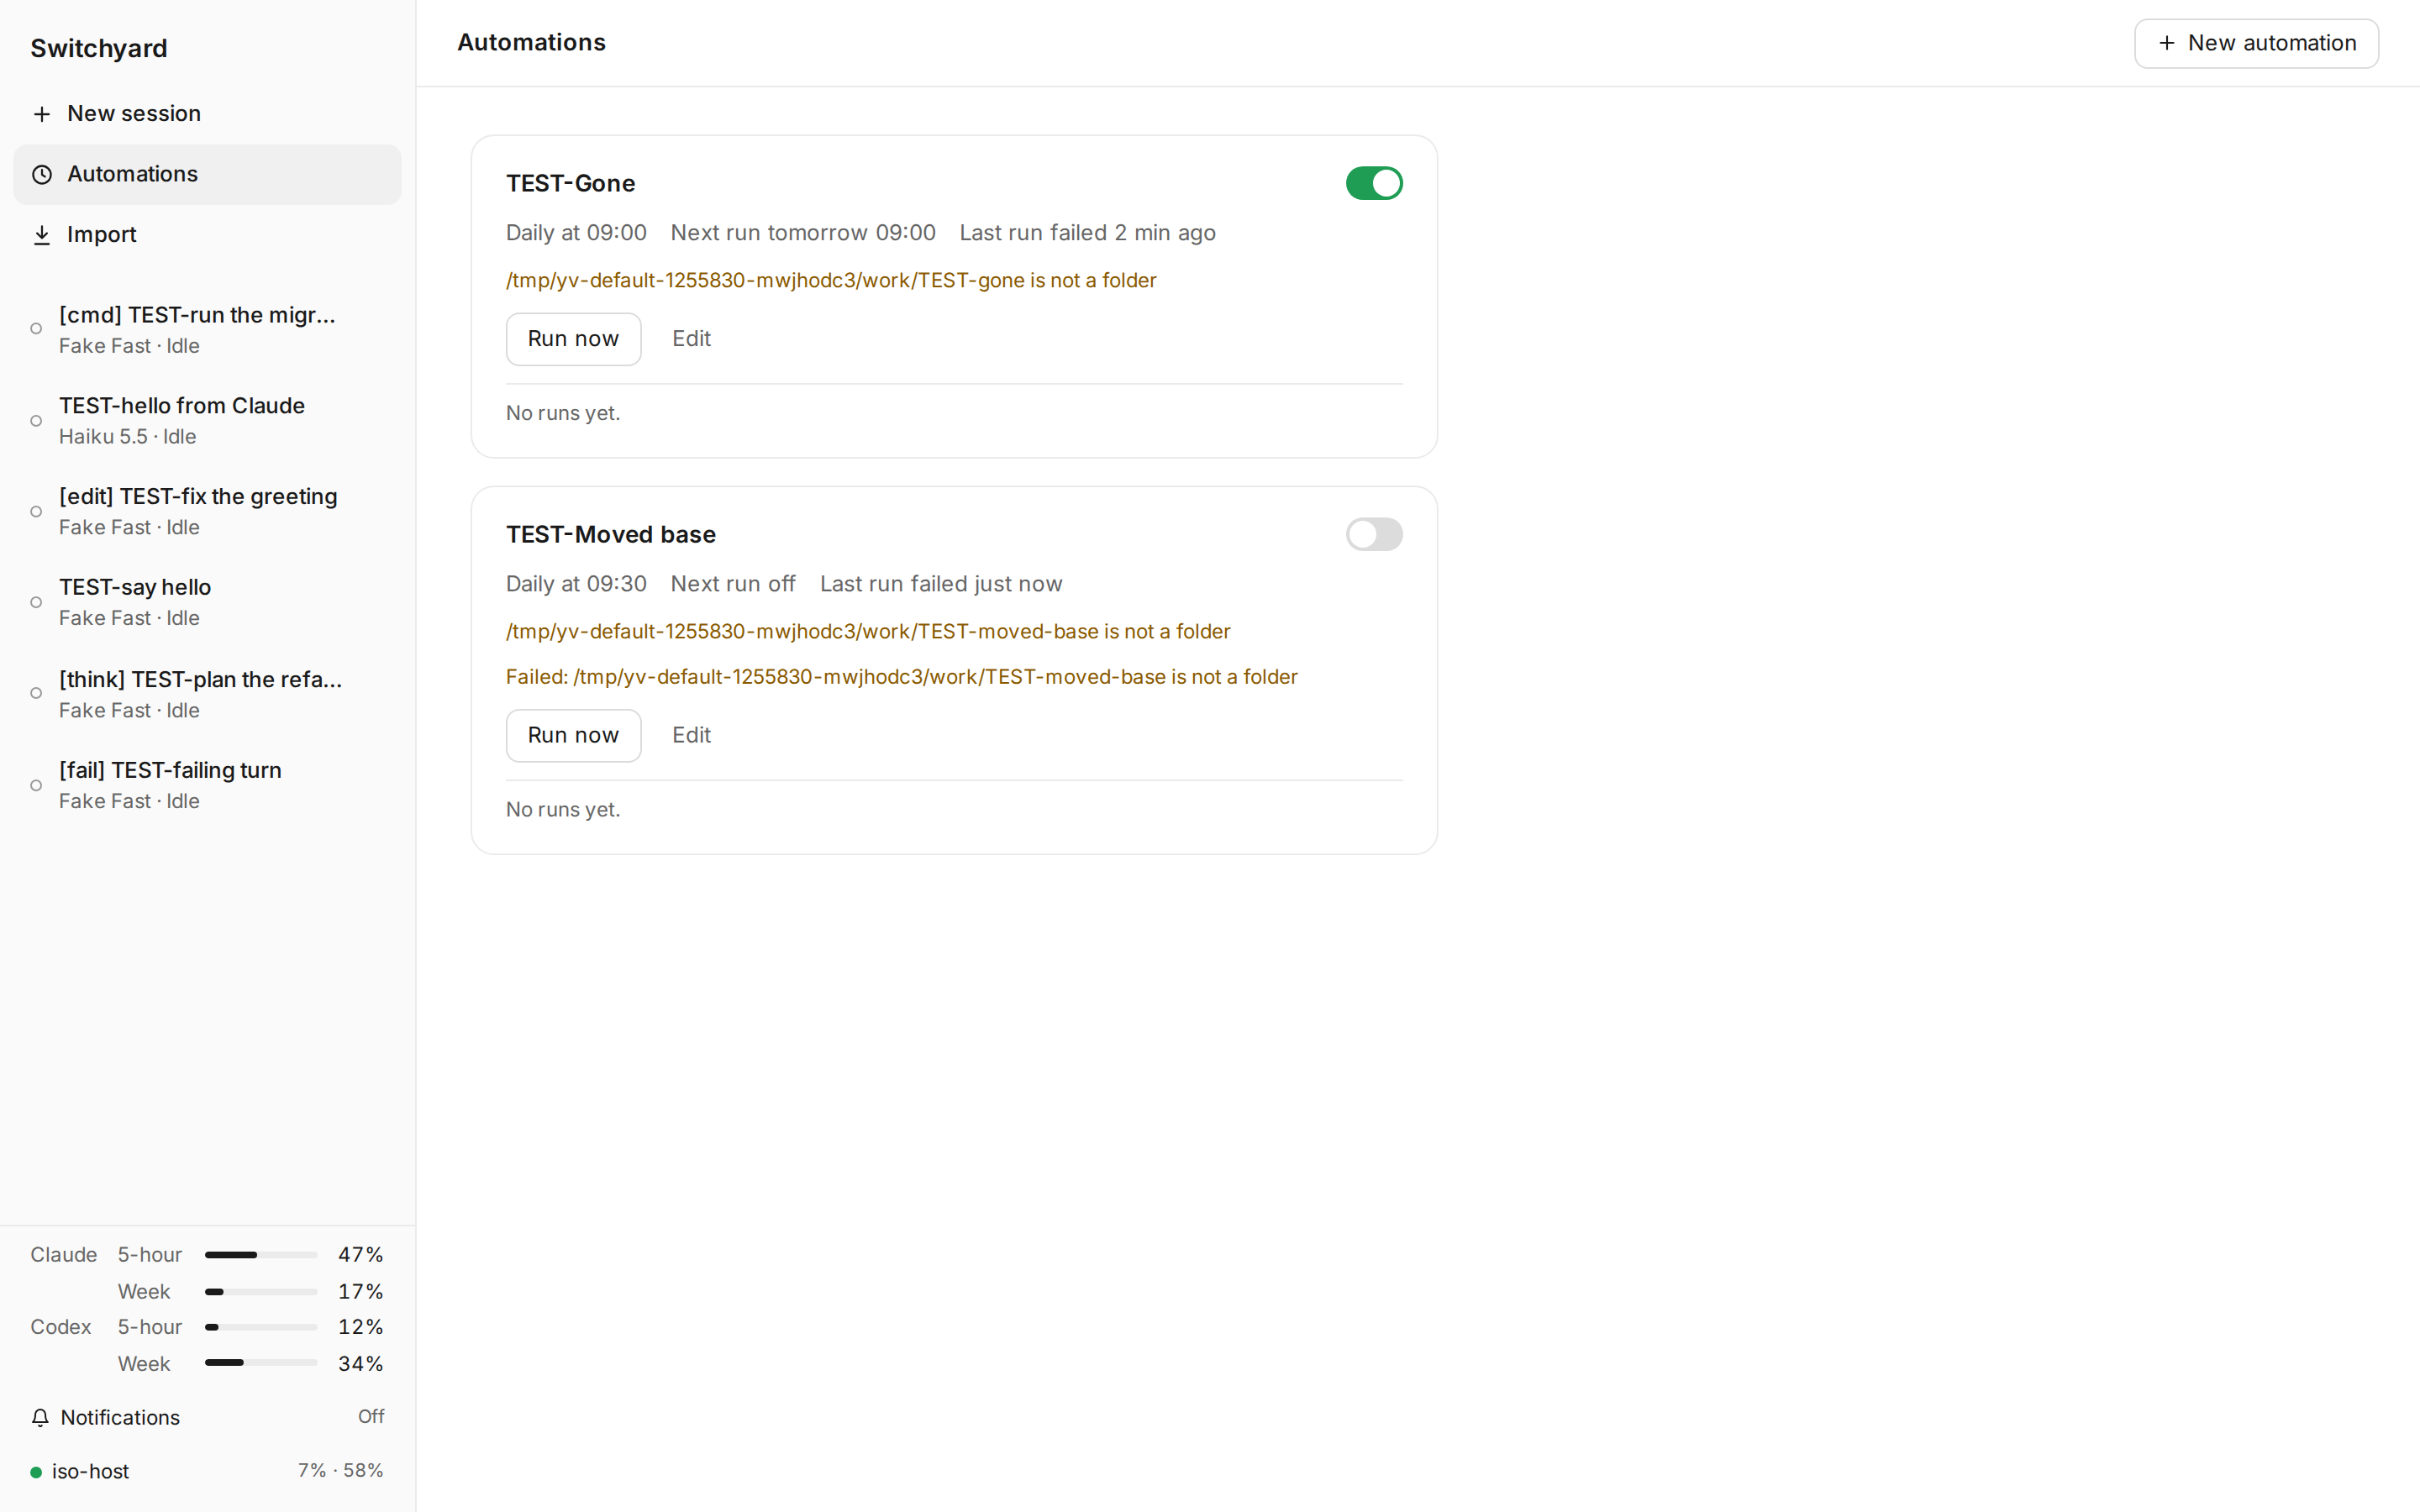 Switchyard
New session
Automations
Import
[cmd] TEST-run the migr...
Fake Fast · Idle
TEST-hello from Claude
Haiku 5.5 · Idle
[edit] TEST-fix the greeting
Fake Fast · Idle
TEST-say hello
Fake Fast · Idle
[think] TEST-plan the refa...
Fake Fast · Idle
[fail] TEST-failing turn
Fake Fast · Idle
Claude 5-hour 47%
Week 17%
Codex 5-hour 12%
Week 34%
Notifications Off
iso-host 7% · 58%
Automations
New automation
TEST-Gone
Daily at 09:00 Next run tomorrow 09:00 Last run failed 2 min ago
/tmp/yv-default-1255830-mwjhodc3/work/TEST-gone is not a folder
Run now Edit
No runs yet.
TEST-Moved base
Daily at 09:30 Next run off Last run failed just now
/tmp/yv-default-1255830-mwjhodc3/work/TEST-moved-base is not a folder
Failed: /tmp/yv-default-1255830-mwjhodc3/work/TEST-moved-base is not a folder
Run now Edit
No runs yet.